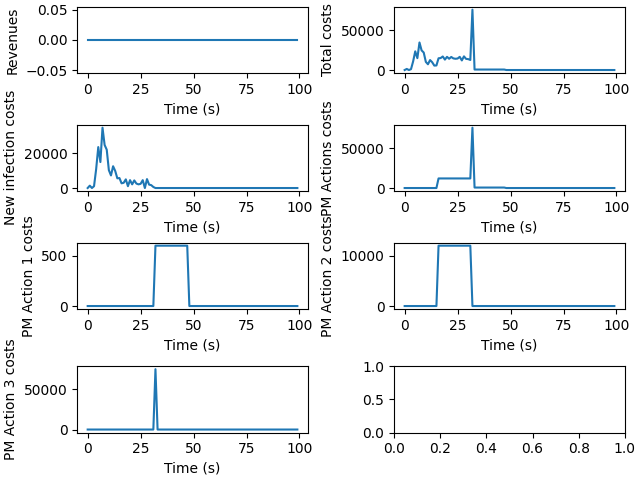 Revenues
0.05
0.00
−0.05
0 25 50 75 100
Time (s)
Total costs
50000
0
0 25 50 75 100
Time (s)
New infection costs
20000
0
0 25 50 75 100
Time (s)
PM Actions costs
50000
0
0 25 50 75 100
Time (s)
PM Action 1 costs
500
0
0 25 50 75 100
Time (s)
PM Action 2 costs
10000
0
0 25 50 75 100
Time (s)
PM Action 3 costs
50000
0
0 25 50 75 100
Time (s)
1.0
0.5
0.0
0.0 0.2 0.4 0.6 0.8 1.0